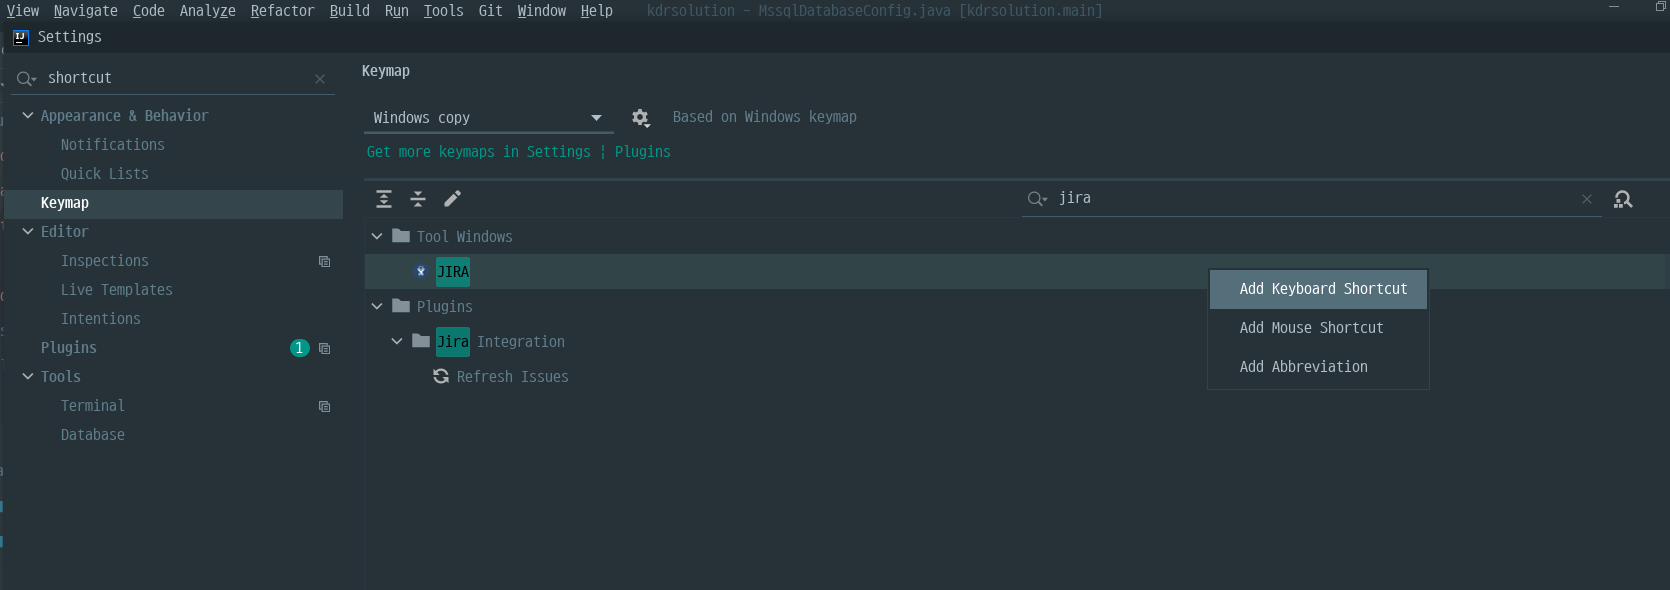 View Navigate Code Analyze Refactor Build Run Tools Git Window Help kdrsolution - MssqlDatabaseConfig.java [kdrsolution.main]
IJ Settings
shortcut
Keymap
Windows copy Based on Windows keymap
Get more keymaps in Settings ¦ Plugins
Appearance & Behavior
Notifications
Quick Lists
Keymap
Editor
Inspections
Live Templates
Intentions
Plugins 1
Tools
Terminal
Database
jira
Tool Windows
JIRA
Plugins
Jira Integration
Refresh Issues
Add Keyboard Shortcut
Add Mouse Shortcut
Add Abbreviation